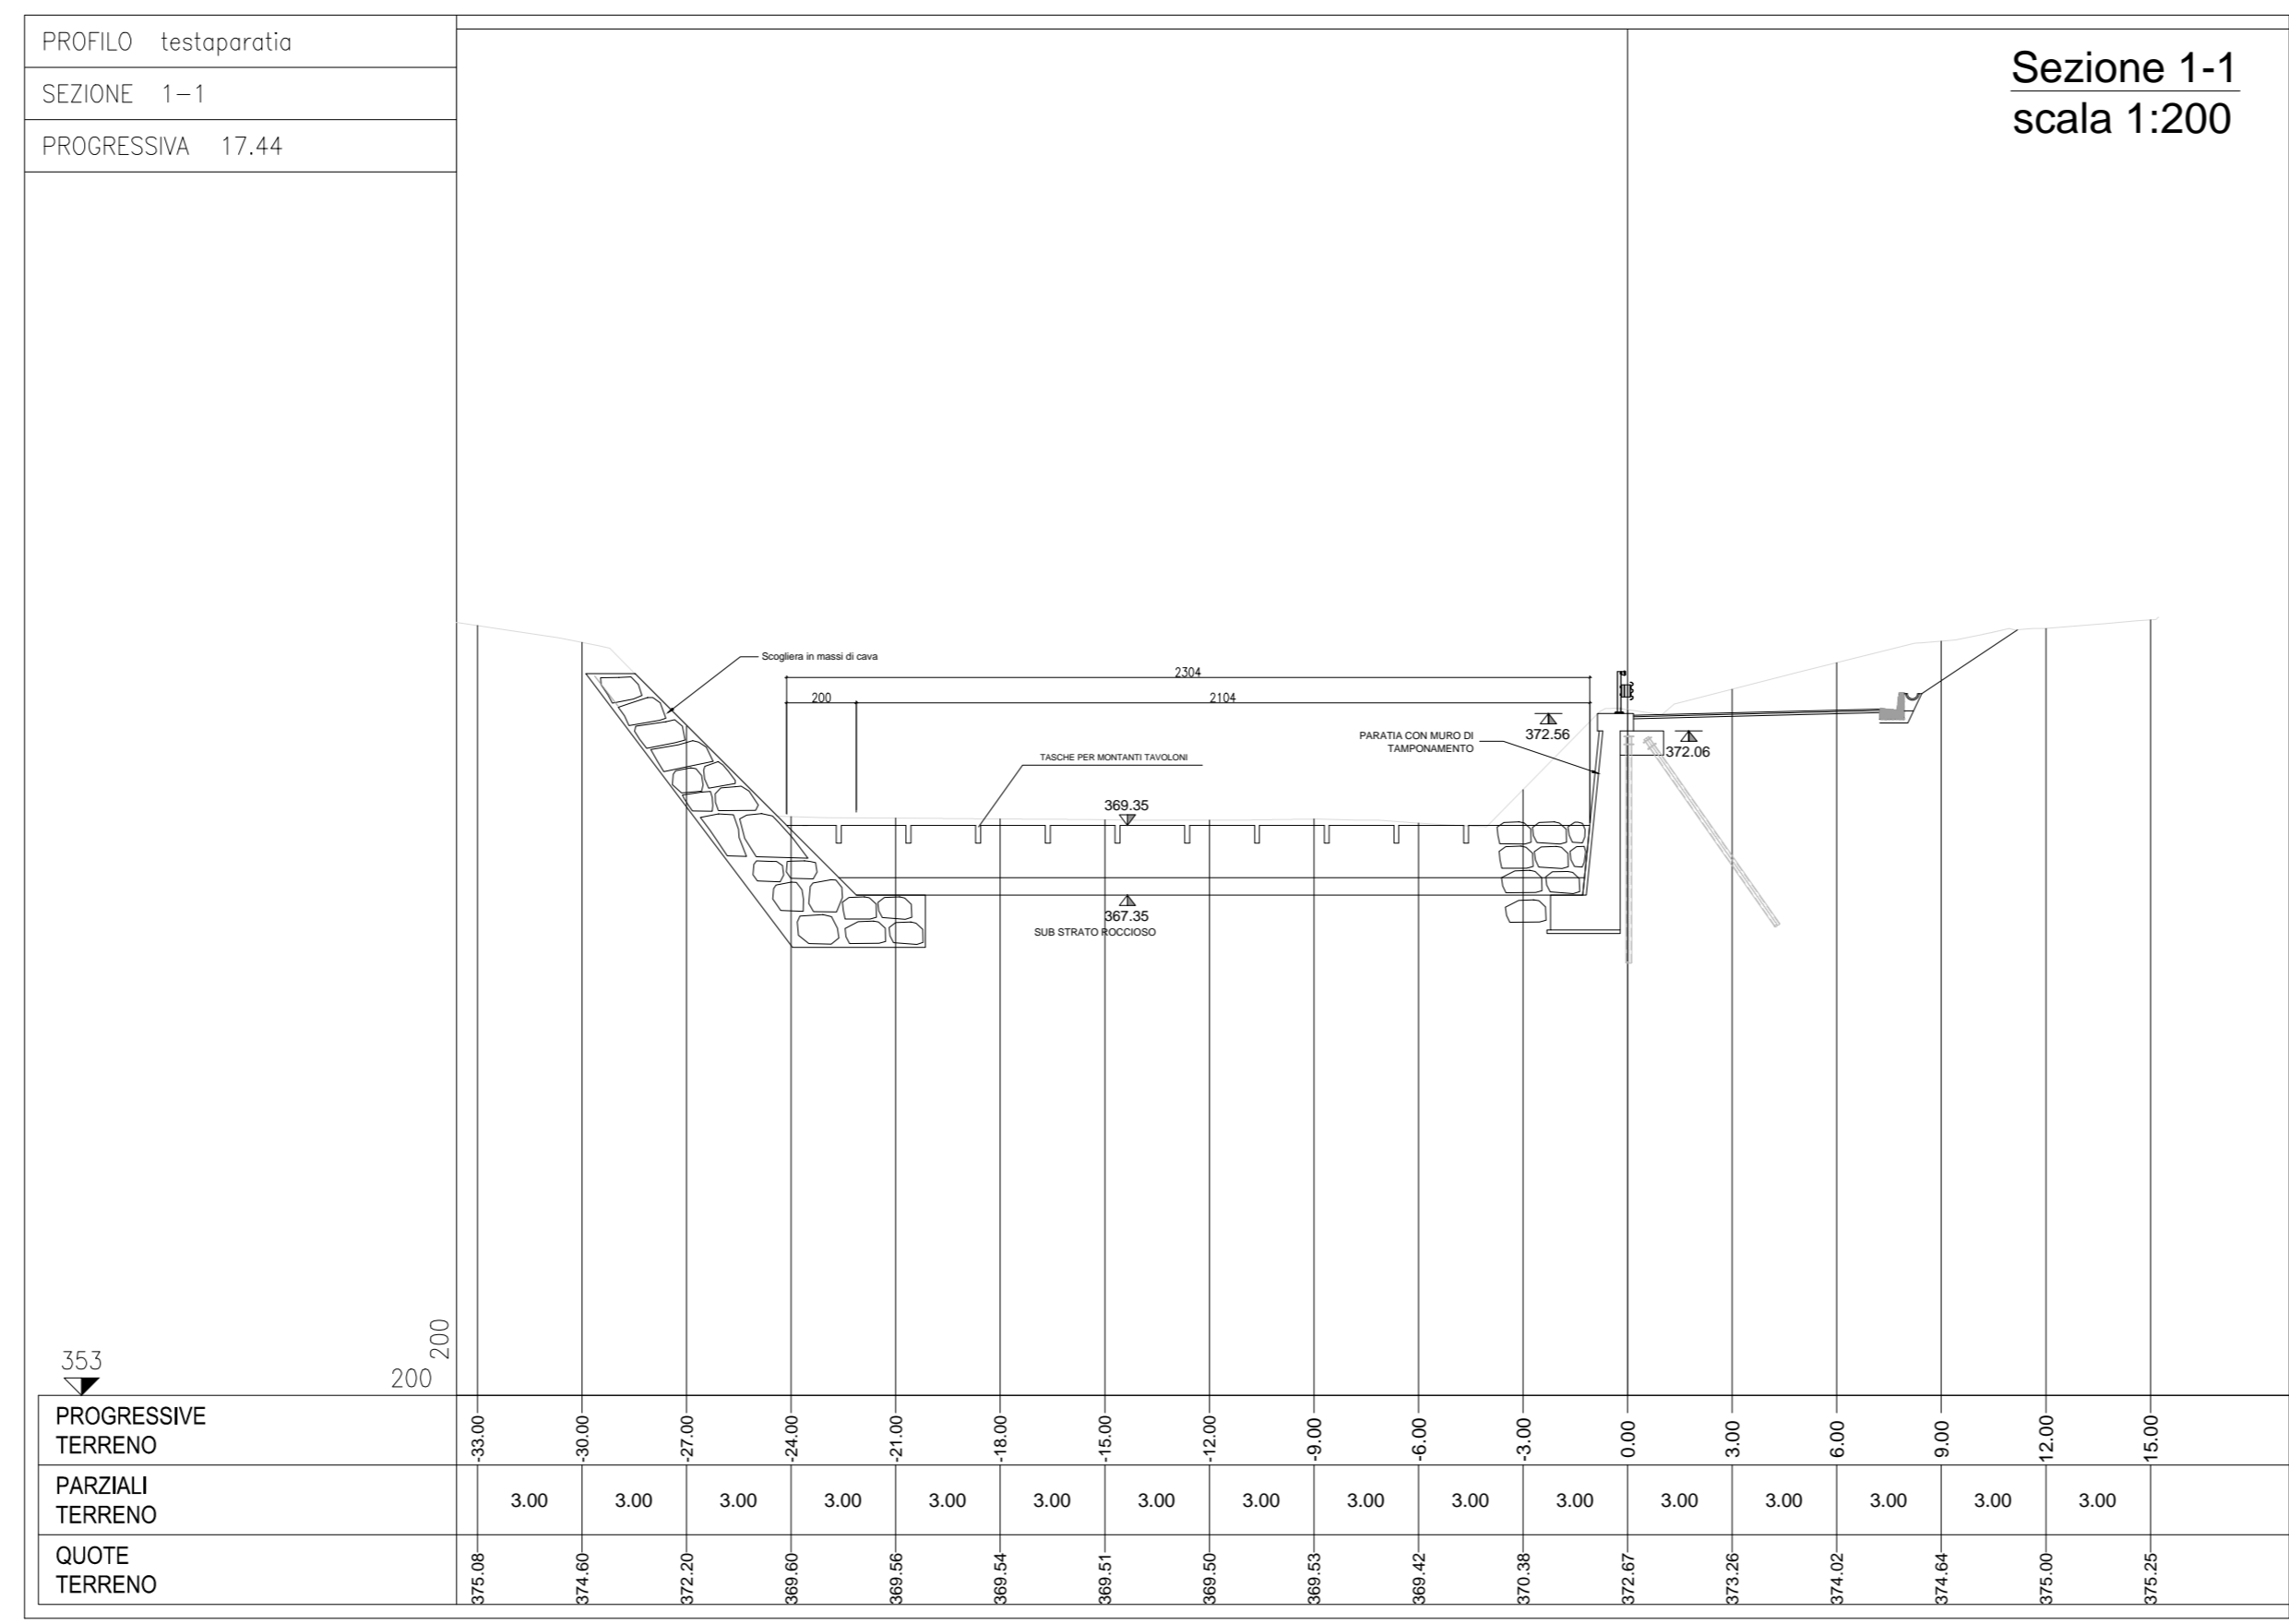 PROFILO testaparatia
SEZIONE 1-1
PROGRESSIVA 17.44
Sezione 1-1
scala 1:200
Scogliera in massi di cava
2304
200
2104
TASCHE PER MONTANTI TAVOLONI
PARATIA CON MURO DI
TAMPONAMENTO
372.56
372.06
369.35
367.35
SUB STRATO ROCCIOSO
353
200
200
PROGRESSIVE
TERRENO
-33.00 -30.00 -27.00 -24.00 -21.00 -18.00 -15.00 -12.00 -9.00 -6.00 -3.00 0.00 3.00 6.00 9.00 12.00 15.00
PARZIALI
TERRENO
3.00 3.00 3.00 3.00 3.00 3.00 3.00 3.00 3.00 3.00 3.00 3.00 3.00 3.00 3.00 3.00
QUOTE
TERRENO
375.08 374.60 372.20 369.60 369.56 369.54 369.51 369.50 369.53 369.42 370.38 372.67 373.26 374.02 374.64 375.00 375.25